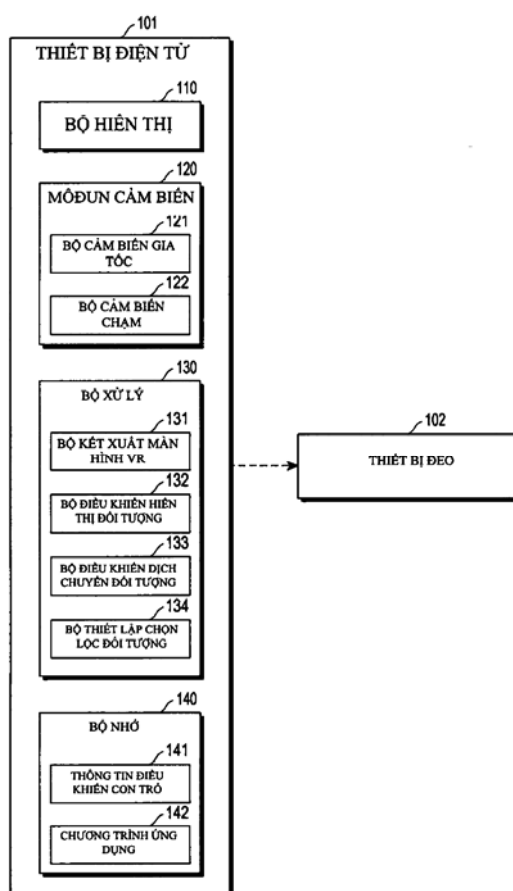 101
THIẾT BỊ ĐIỆN TỬ
110
BỘ HIỂN THỊ
120
MÔĐUN CẢM BIẾN
121
BỘ CẢM BIẾN GIA
TỐC
122
BỘ CẢM BIẾN
CHẠM
130
BỘ XỬ LÝ
131
BỘ KẾT XUẤT MÀN
HÌNH VR
132
BỘ ĐIỀU KHIỂN HIỂN
THỊ ĐỐI TƯỢNG
133
BỘ ĐIỀU KHIỂN DỊCH
CHUYỂN ĐỐI TƯỢNG
134
BỘ THIẾT LẬP CHỌN
LỌC ĐỐI TƯỢNG
140
BỘ NHỚ
141
THÔNG TIN ĐIỀU
KHIỂN CON TRỎ
142
CHƯƠNG TRÌNH ỨNG
DỤNG
102
THIẾT BỊ ĐEO